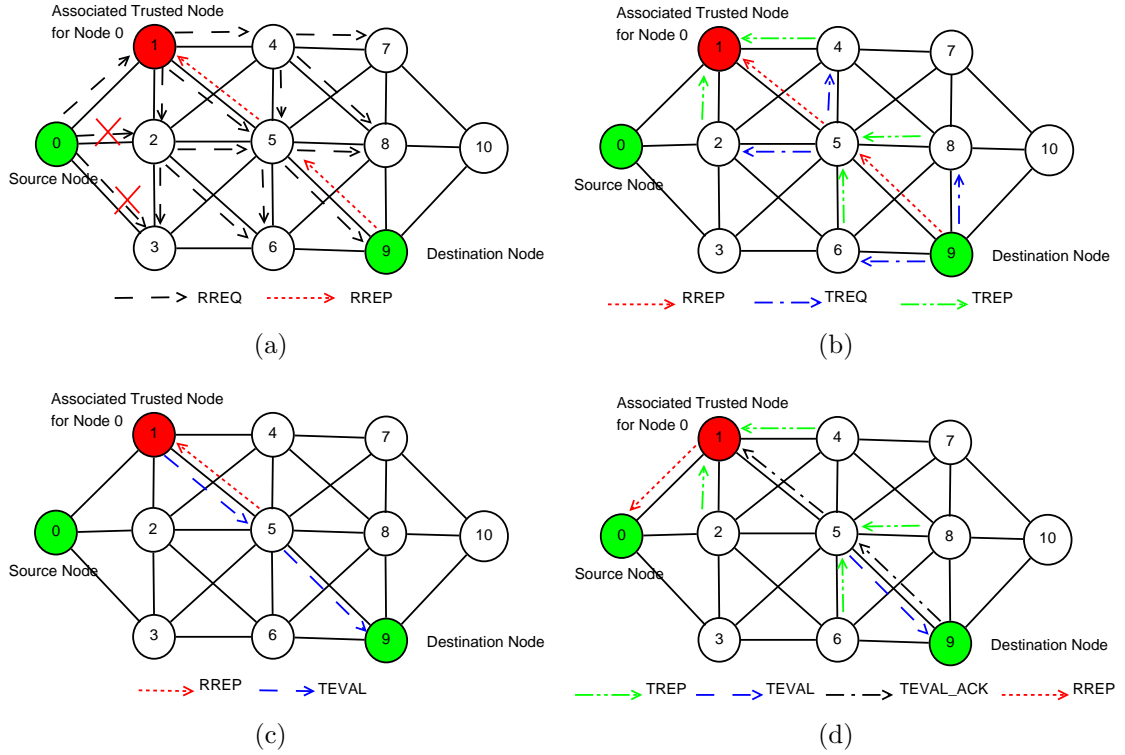 Associated Trusted Node
for Node 0
1
4
7
0
2
5
8
10
Source Node
3
6
9
Destination Node
RREQ
RREP
(a)
Associated Trusted Node
for Node 0
1
4
7
0
2
5
8
10
Source Node
3
6
9
Destination Node
RREP
TREQ
TREP
(b)
Associated Trusted Node
for Node 0
1
4
7
0
2
5
8
10
Source Node
3
6
9
Destination Node
RREP
TEVAL
(c)
Associated Trusted Node
for Node 0
1
4
7
0
2
5
8
10
Source Node
3
6
9
Destination Node
TREP
TEVAL
TEVAL_ACK
RREP
(d)